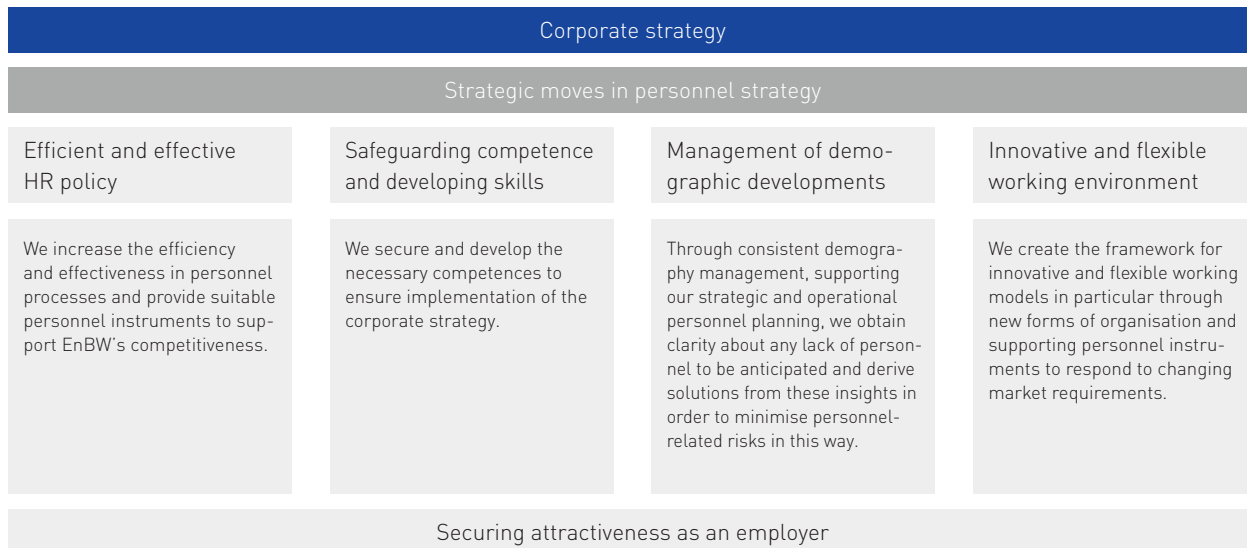 Corporate strategy
Strategic moves in personnel strategy
Efficient and effective
HR policy
We increase the efficiency
and effectiveness in personnel
processes and provide suitable
personnel instruments to sup-
port EnBW's competitiveness.
Safeguarding competence
and developing skills
We secure and develop the
necessary competences to
ensure implementation of the
corporate strategy.
Management of demo-
graphic developments
Through consistent demogra-
phy management, supporting
our strategic and operational
personnel planning, we obtain
clarity about any lack of person-
nel to be anticipated and derive
solutions from these insights in
order to minimise personnel-
related risks in this way.
Innovative and flexible
working environment
We create the framework for
innovative and flexible working
models in particular through
new forms of organisation and
supporting personnel instru-
ments to respond to changing
market requirements.
Securing attractiveness as an employer